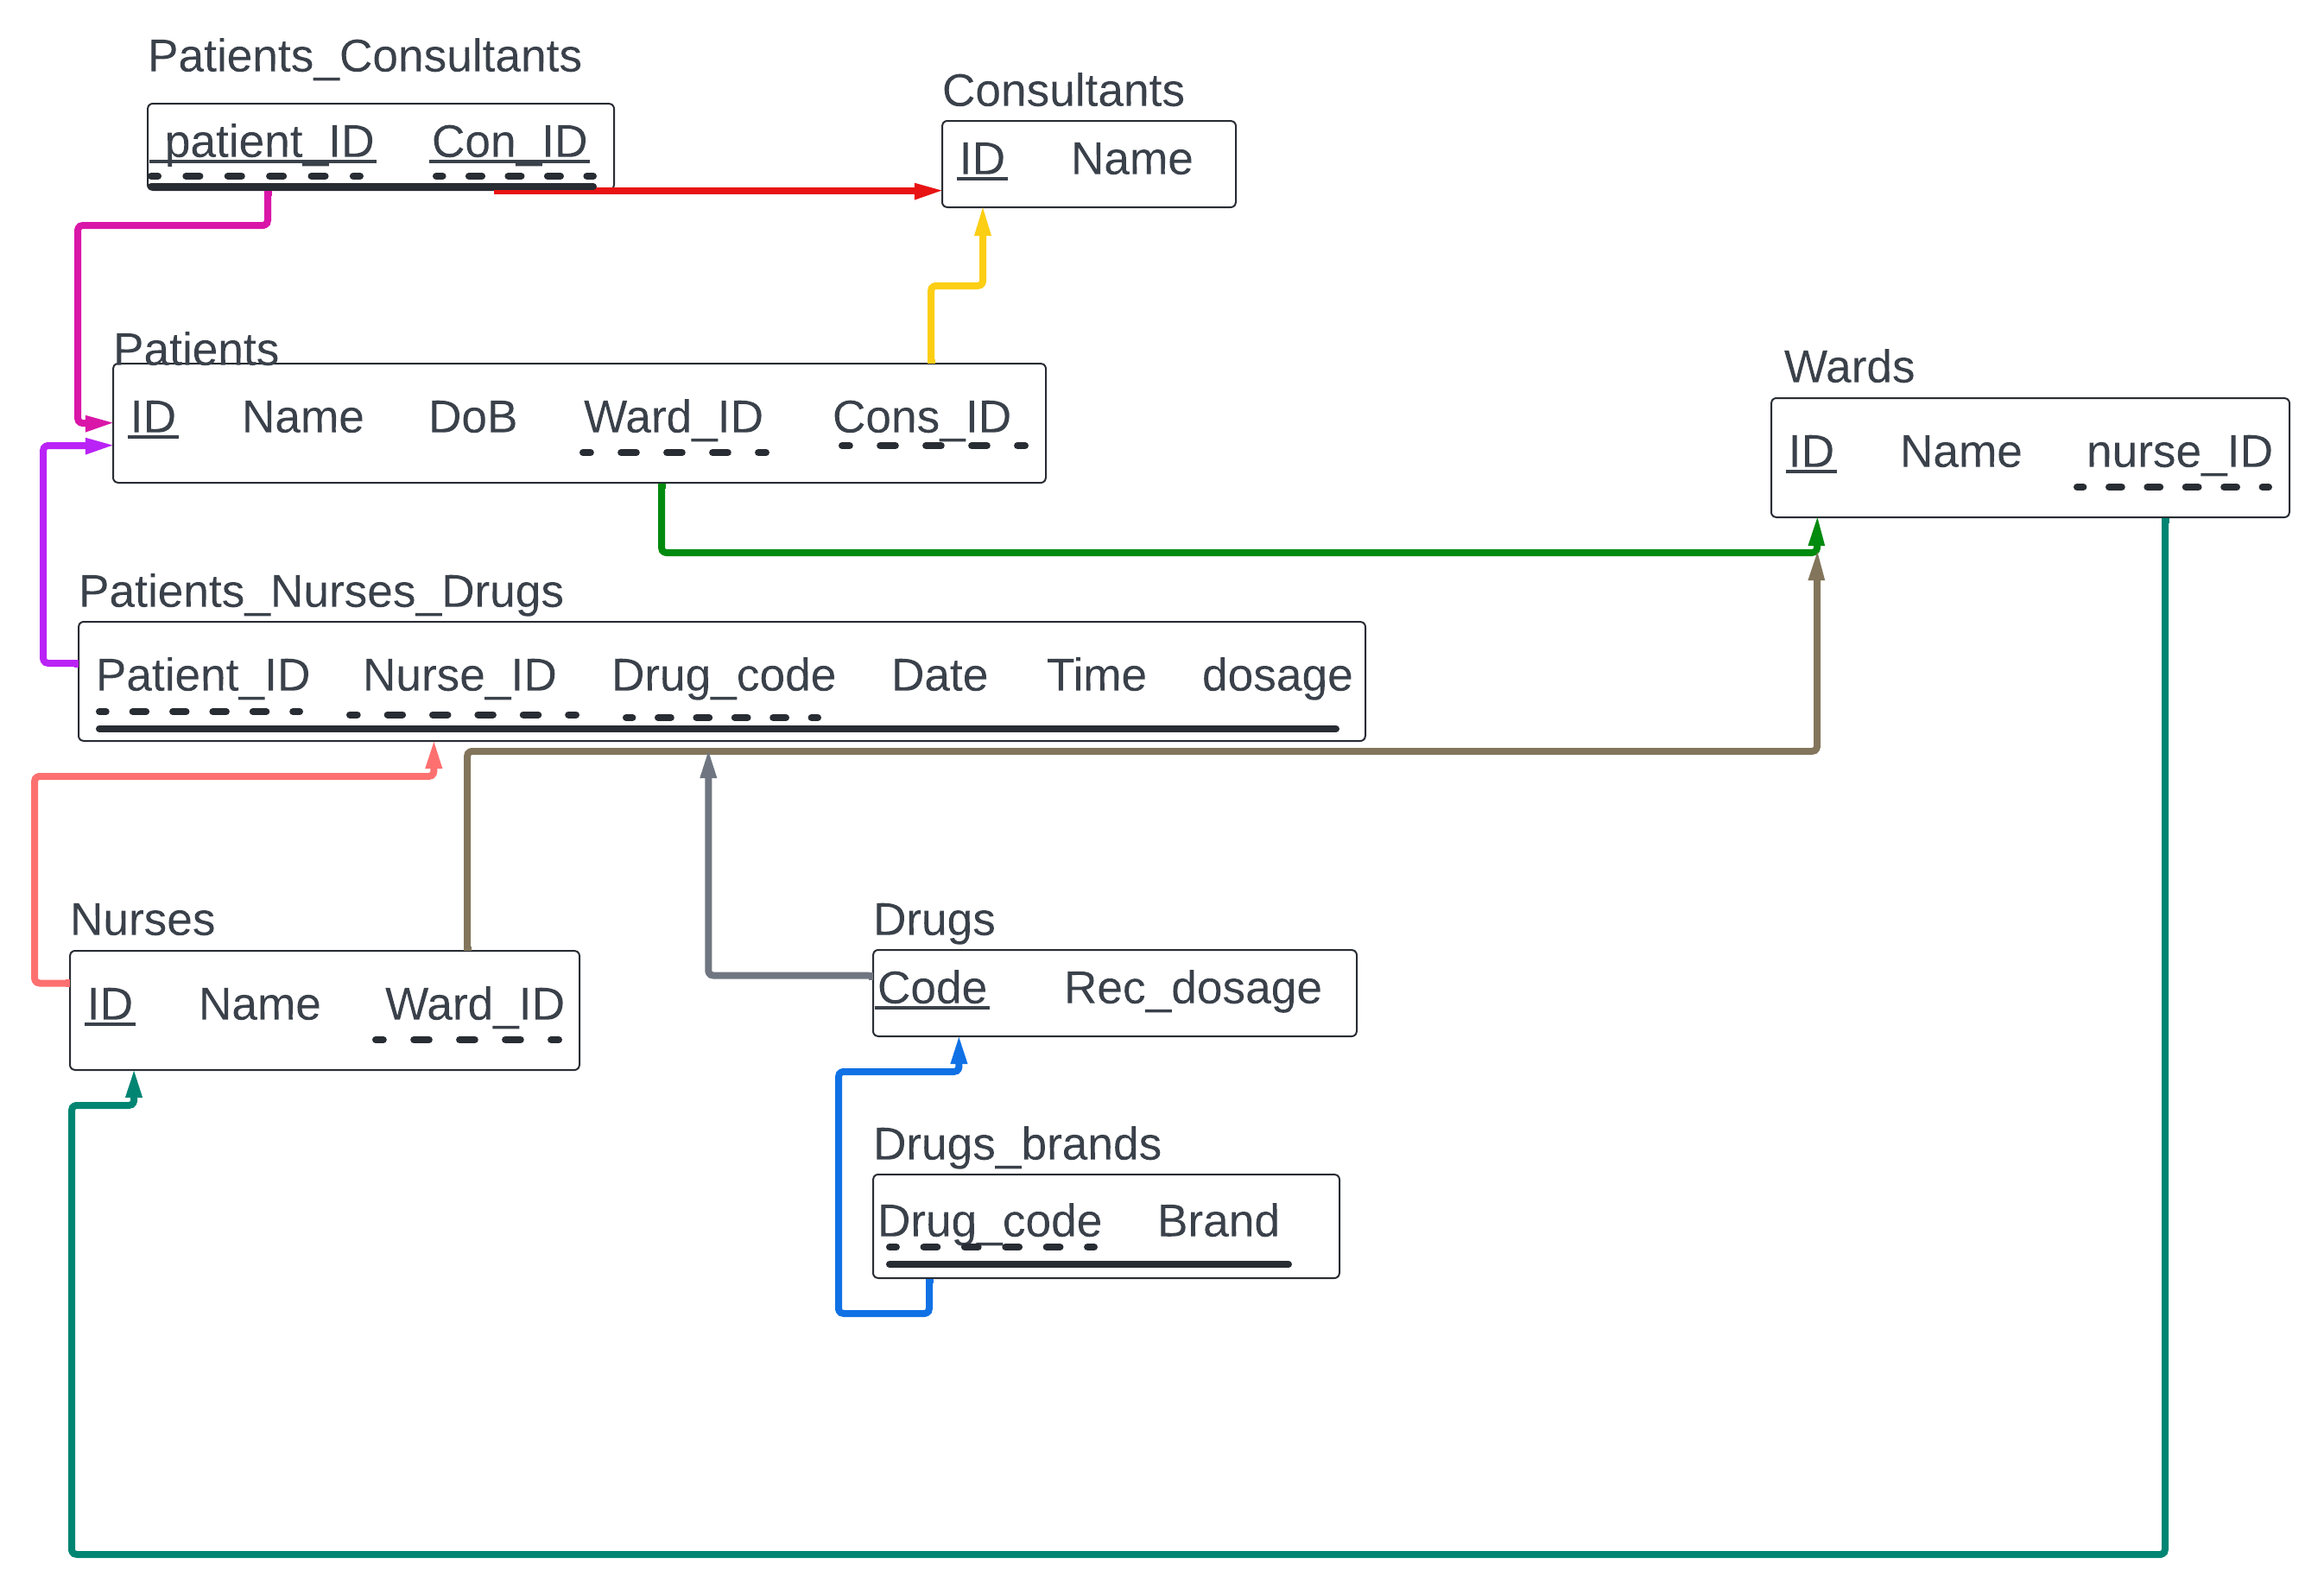 Patients_Consultants
patient_ID Con_ID
Consultants
ID Name
Patients
ID Name DoB Ward_ID Cons_ID
Wards
ID Name nurse_ID
Patients_Nurses_Drugs
Patient_ID Nurse_ID Drug_code Date Time dosage
Nurses
ID Name Ward_ID
Drugs
Code Rec_dosage
Drugs_brands
Drug_code Brand